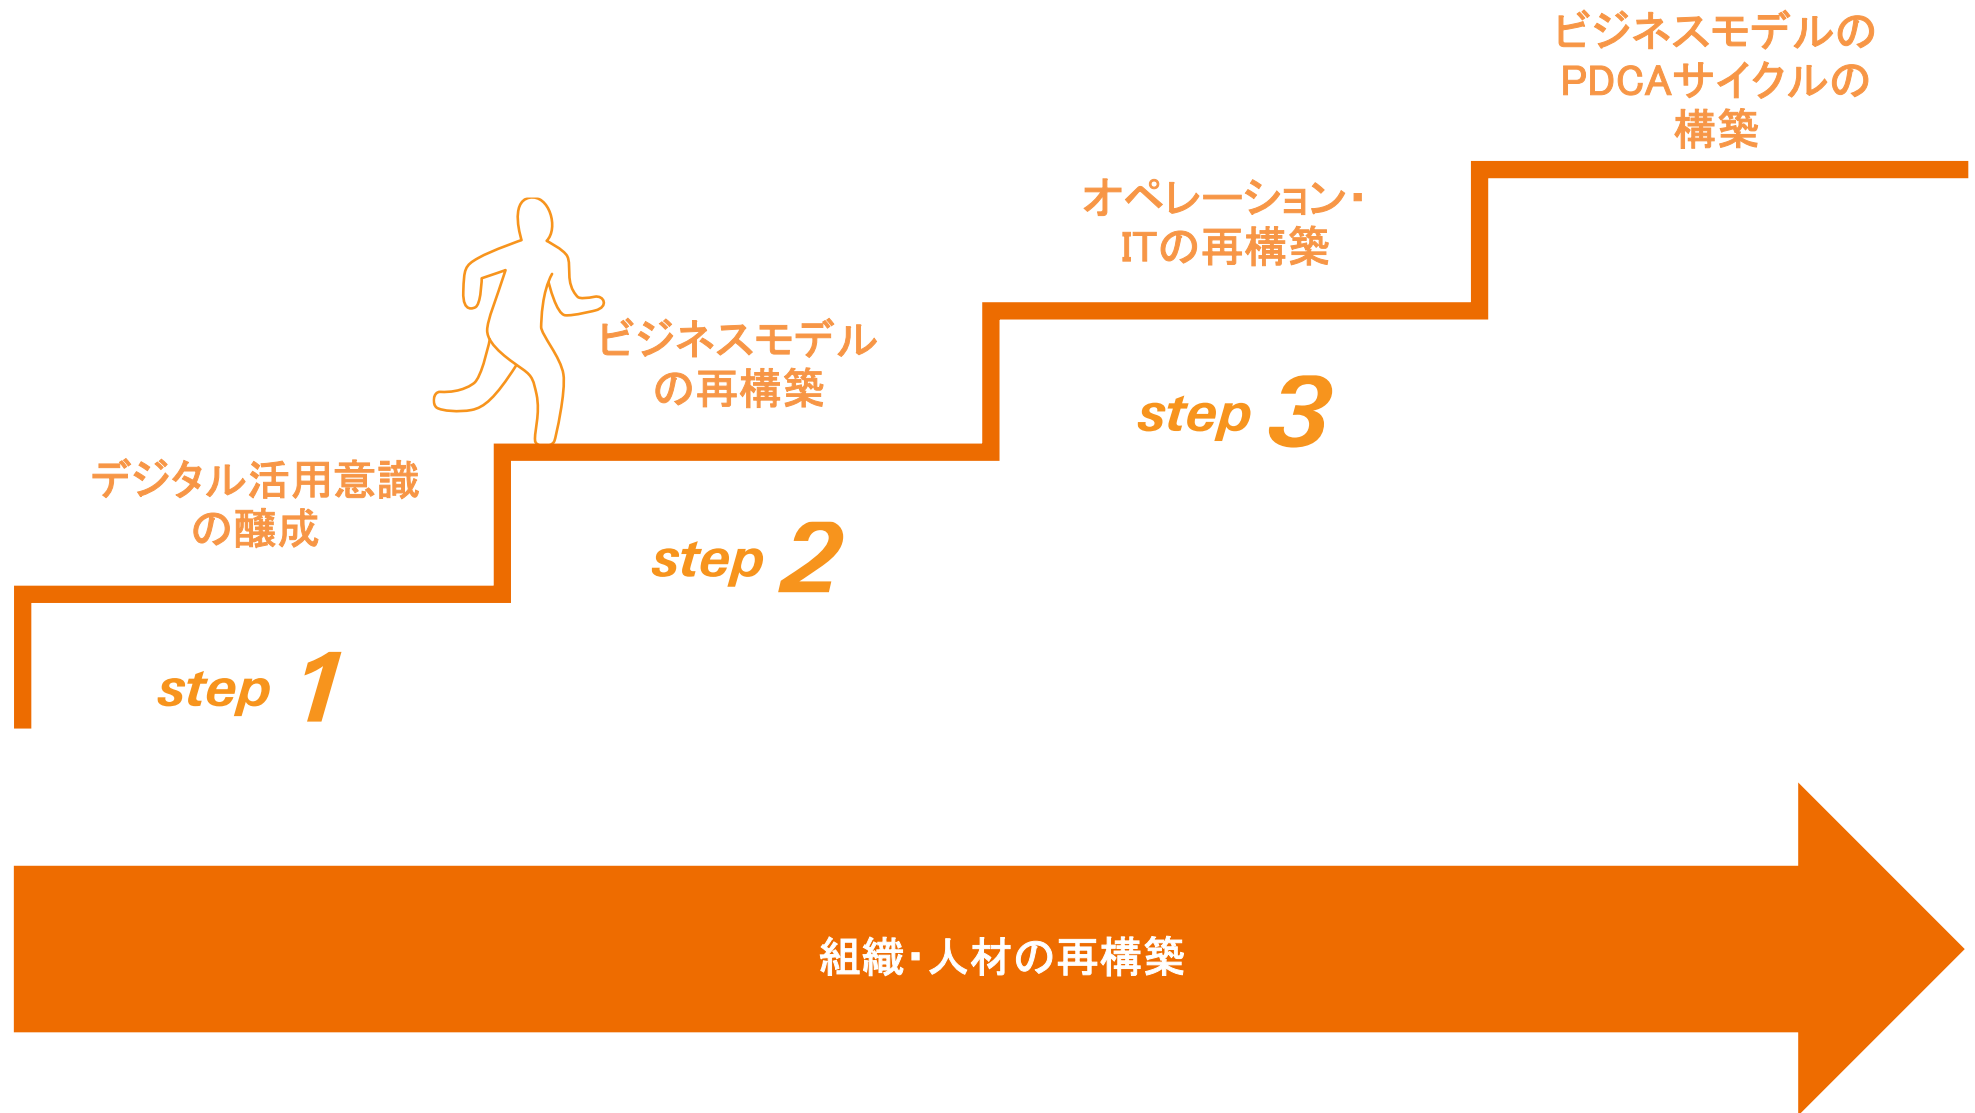 ビジネスモデルの
PDCAサイクルの
構築
オペレーション・
ITの再構築
ビジネスモデル
の再構築
デジタル活用意識
の醸成
step 3
step 2
step 1
組織・人材の再構築